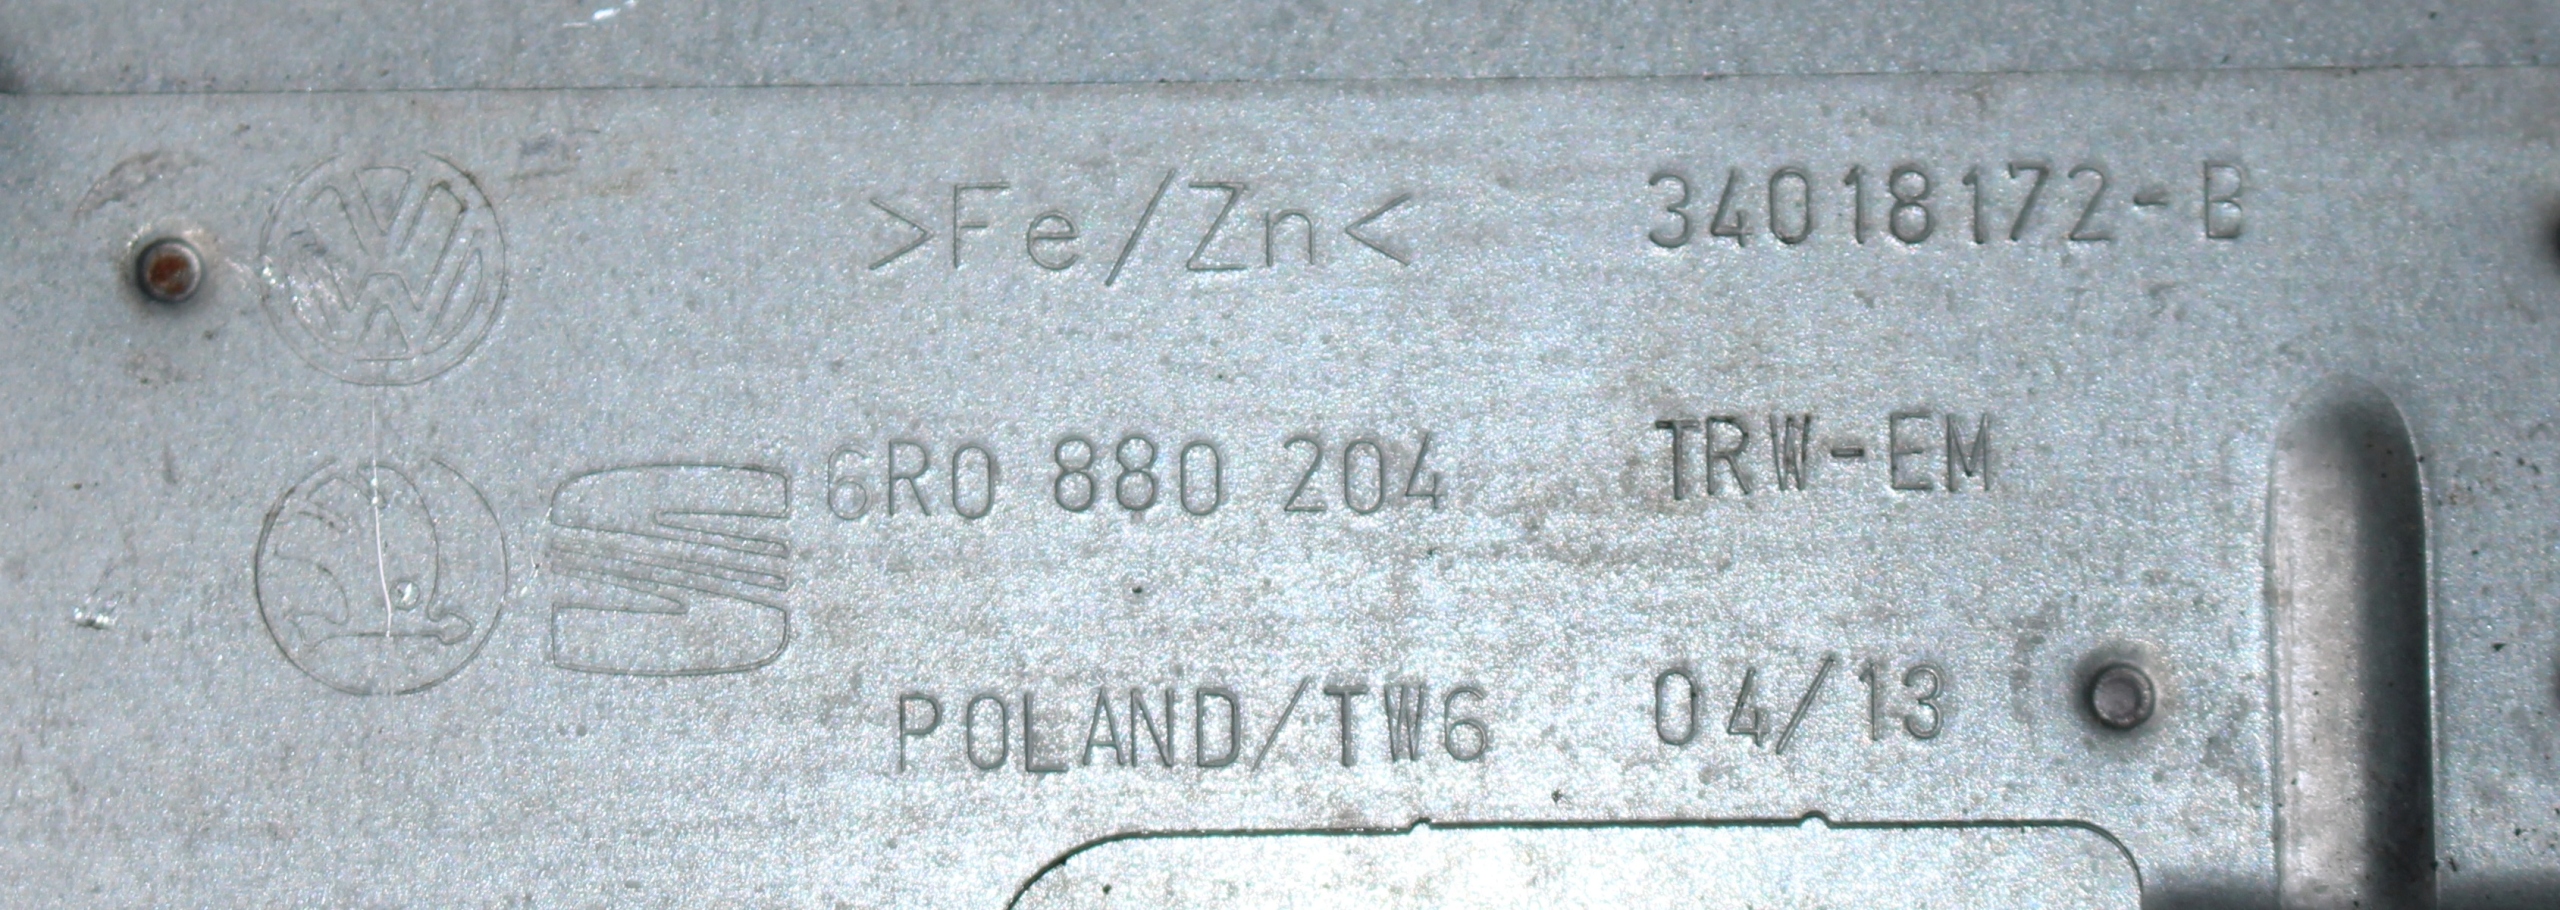 >Fe/Zn<
34018172-B
6R0 880 204
TRW-EM
POLAND/TW6
04/13